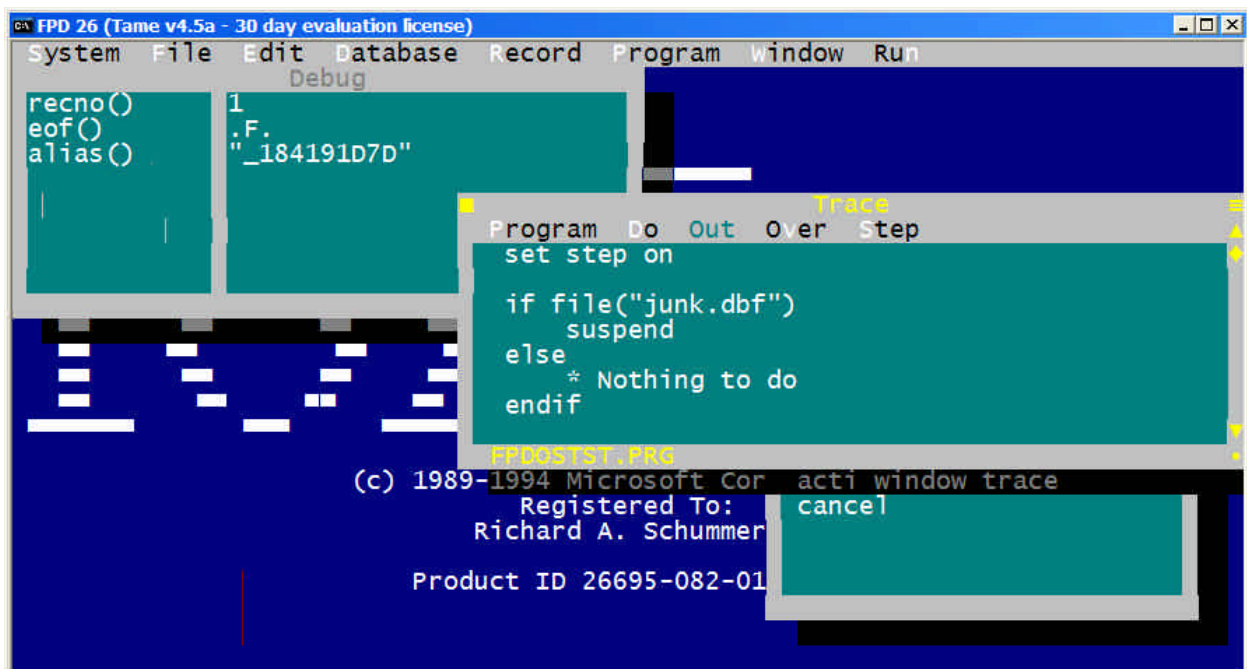 FPD 26 (Tame v4.5a - 30 day evaluation license)
System File Edit Database Record Program Window Run
Debug
recno() 1
eof() .F.
alias() "_184191D7D"
Trace
Program Do Out Over Step
set step on
if file("junk.dbf")
suspend
else
* Nothing to do
endif
FPDOSTST.PRG
(c) 1989-1994 Microsoft Cor acti window trace
Registered To: cancel
Richard A. Schummer
Product ID 26695-082-01